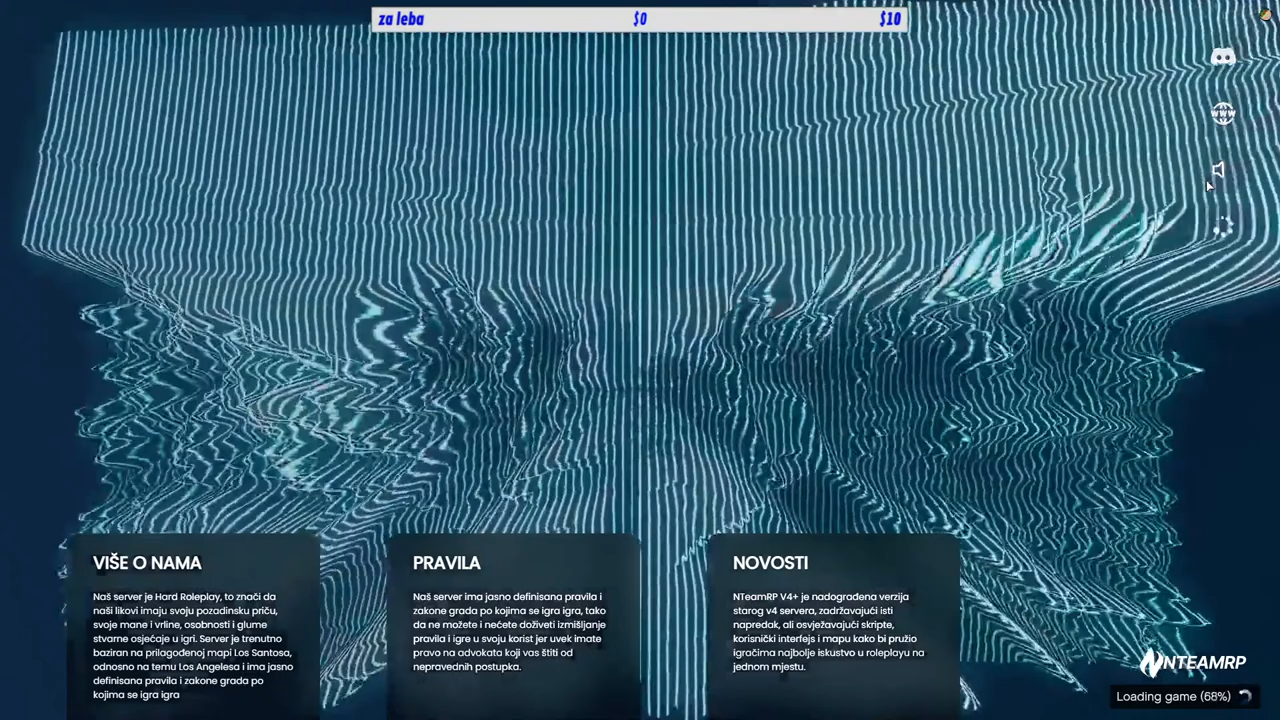 za leba $0 $10
WWW
VIŠE O NAMA
Naš server je Hard Roleplay, to znači da
naši likovi imaju svoju pozadinsku priču,
svoje mane i vrline, osobnosti i glume
stvarne osjećaje u igri. Server je trenutno
baziran na prilagođenoj mapi Los Santosa,
odnosno na temu Los Angelesa i ima jasno
definisana pravila i zakone grada po
kojima se igra igra
PRAVILA
Naš server ima jasno definisana pravila i
zakone grada po kojima se igra igra, tako
da ne možete i nećete doživeti izmišljanje
pravila i igre u svoju korist jer uvek imate
pravo na advokata koji vas štiti od
nepravednih postupka.
NOVOSTI
NTeamRP V4+ je nadograđena verzija
starog v4 servera, zadržavajući isti
napredak, ali osvježavajući skripte,
korisnički interfejs i mapu kako bi pružio
igračima najbolje iskustvo u roleplayu na
jednom mjestu.
NTEAMRP
Loading game (68%)